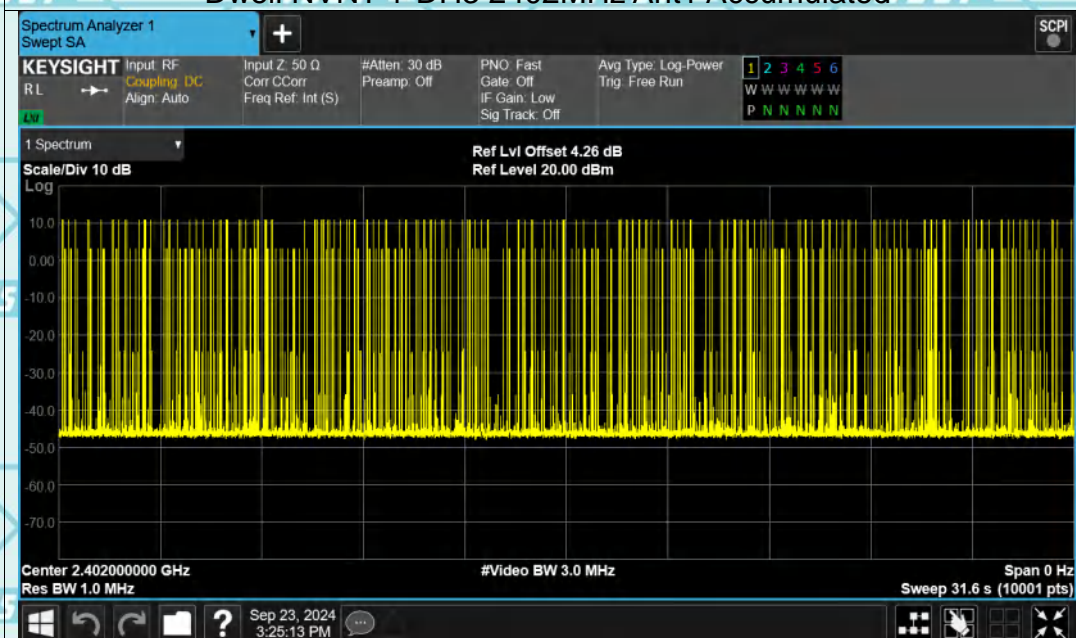 Spectrum Analyzer 1
Swept SA
+
SCPI
KEYSIGHT
RL
LXI
Input: RF
Coupling: DC
Align: Auto
Input Z: 50 Ω
Corr CCorr
Freq Ref: Int (S)
#Atten: 30 dB
Preamp: Off
PNO: Fast
Gate: Off
IF Gain: Low
Sig Track: Off
Avg Type: Log-Power
Trig: Free Run
1 2 3 4 5 6
W W W W W W
P N N N N N
1 Spectrum
Scale/Div 10 dB
Ref Lvl Offset 4.26 dB
Ref Level 20.00 dBm
Log
10.0
0.00
-10.0
-20.0
-30.0
-40.0
-50.0
-60.0
-70.0
Center 2.402000000 GHz
#Video BW 3.0 MHz
Span 0 Hz
Res BW 1.0 MHz
Sweep 31.6 s (10001 pts)
?
Sep 23, 2024
3:25:13 PM